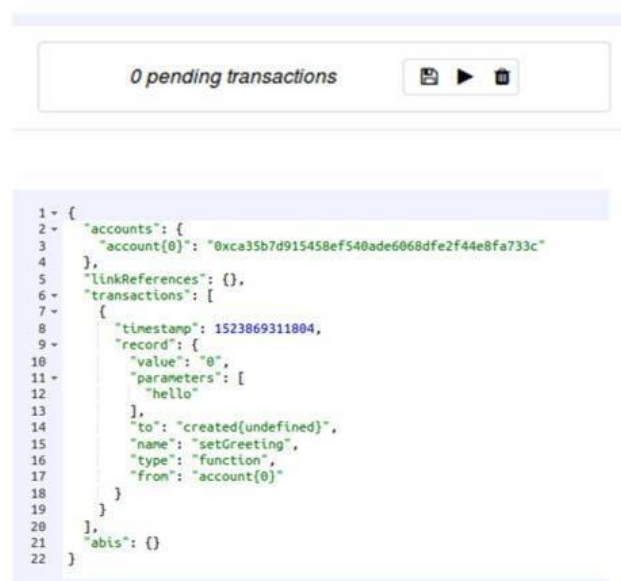 0 pending transactions
1 {
2 "accounts": {
3 "account{0}": "0xca35b7d915458ef540ade6068dfe2f44e8fa733c"
4 },
5 "linkReferences": {},
6 "transactions": [
7 {
8 "timestamp": 1523869311804,
9 "record": {
10 "value": "0",
11 "parameters": [
12 "hello"
13 ],
14 "to": "created{undefined}",
15 "name": "setGreeting",
16 "type": "function",
17 "from": "account{0}"
18 }
19 }
20 ],
21 "abis": {}
22 }